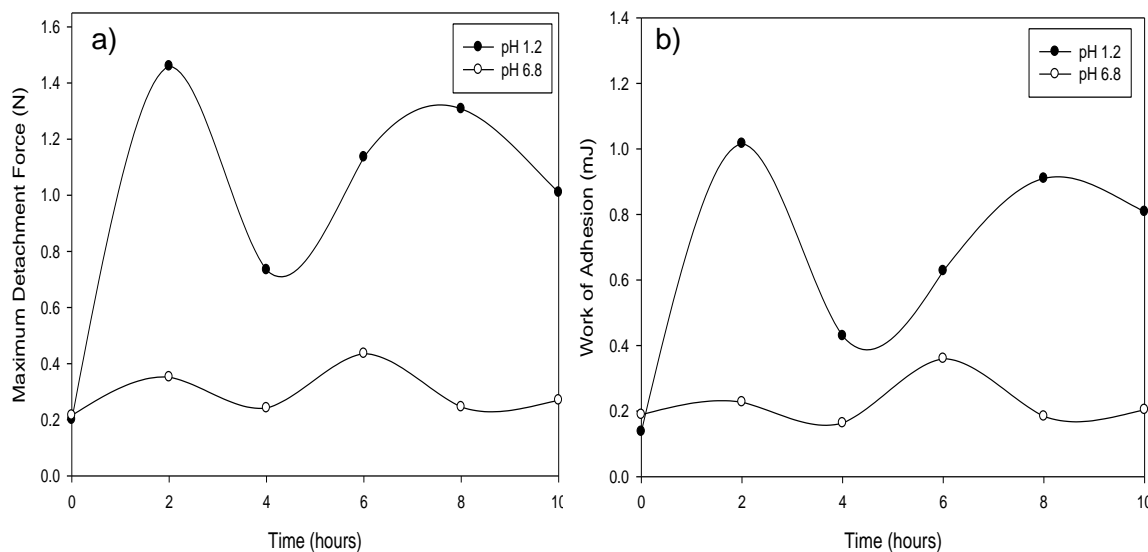 a)
pH 1.2
pH 6.8
Maximum Detachment Force (N)
1.6
1.4
1.2
1.0
0.8
0.6
0.4
0.2
0.0
0 2 4 6 8 10
Time (hours)
b)
pH 1.2
pH 6.8
Work of Adhesion (mJ)
1.4
1.2
1.0
0.8
0.6
0.4
0.2
0.0
0 2 4 6 8 10
Time (hours)